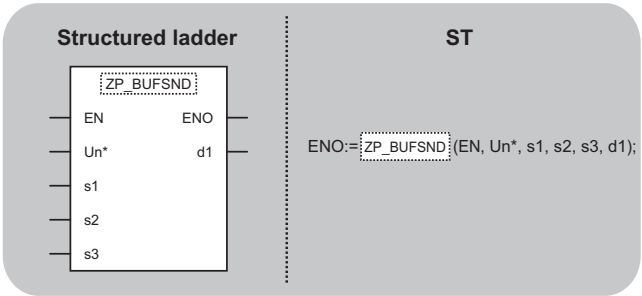 Structured ladder
ZP_BUFSND
EN ENO
Un* d1
s1
s2
s3
ST
ENO:= ZP_BUFSND (EN, Un*, s1, s2, s3, d1);